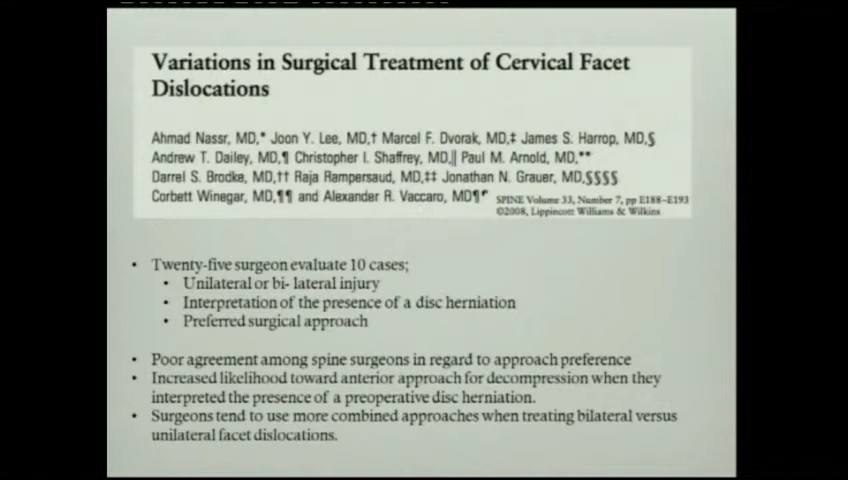 Variations in Surgical Treatment of Cervical Facet
Dislocations
Ahmad Nassr, MD,* Joon Y. Lee, MD,† Marcel F. Dvorak, MD,‡ James S. Harrop, MD,§
Andrew T. Dailey, MD,¶ Christopher I. Shaffrey, MD,|| Paul M. Arnold, MD,**
Darrel S. Brodke, MD,†† Raja Rampersaud, MD,‡‡ Jonathan N. Grauer, MD,§§§§
Corbett Winegar, MD,¶¶ and Alexander R. Vaccaro, MD¶*
SPINE Volume 33, Number 7, pp E188–E193
©2008, Lippincott Williams & Wilkins
• Twenty-five surgeon evaluate 10 cases;
• Unilateral or bi- lateral injury
• Interpretation of the presence of a disc herniation
• Preferred surgical approach
• Poor agreement among spine surgeons in regard to approach preference
• Increased likelihood toward anterior approach for decompression when they
interpreted the presence of a preoperative disc herniation.
• Surgeons tend to use more combined approaches when treating bilateral versus
unilateral facet dislocations.